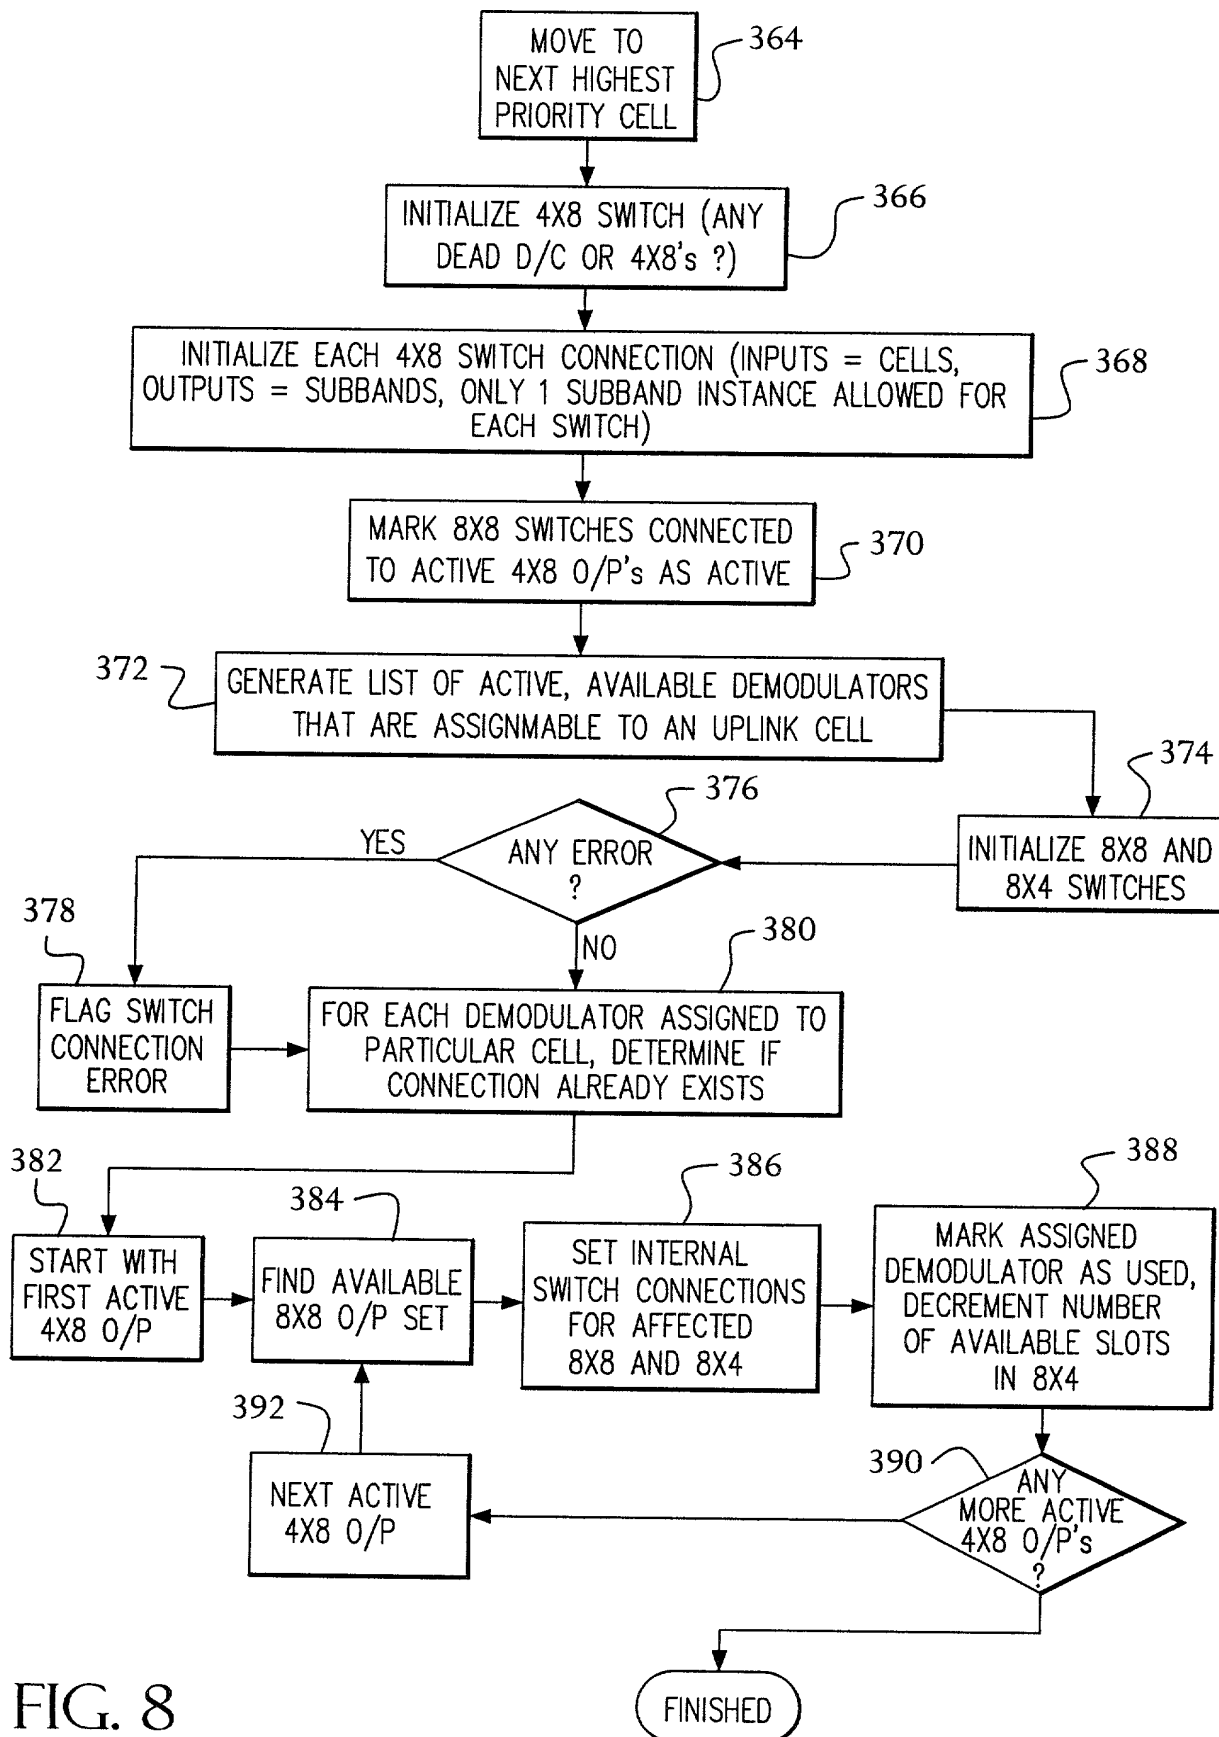 MOVE TO
NEXT HIGHEST
PRIORITY CELL
364
INITIALIZE 4X8 SWITCH (ANY
DEAD D/C OR 4X8's ?)
366
INITIALIZE EACH 4X8 SWITCH CONNECTION (INPUTS = CELLS,
OUTPUTS = SUBBANDS, ONLY 1 SUBBAND INSTANCE ALLOWED FOR
EACH SWITCH)
368
MARK 8X8 SWITCHES CONNECTED
TO ACTIVE 4X8 O/P's AS ACTIVE
370
372
GENERATE LIST OF ACTIVE, AVAILABLE DEMODULATORS
THAT ARE ASSIGNMABLE TO AN UPLINK CELL
374
INITIALIZE 8X8 AND
8X4 SWITCHES
376
ANY ERROR
?
YES
NO
378
FLAG SWITCH
CONNECTION
ERROR
380
FOR EACH DEMODULATOR ASSIGNED TO
PARTICULAR CELL, DETERMINE IF
CONNECTION ALREADY EXISTS
382
START WITH
FIRST ACTIVE
4X8 O/P
384
FIND AVAILABLE
8X8 O/P SET
386
SET INTERNAL
SWITCH CONNECTIONS
FOR AFFECTED
8X8 AND 8X4
388
MARK ASSIGNED
DEMODULATOR AS USED,
DECREMENT NUMBER
OF AVAILABLE SLOTS
IN 8X4
390
ANY
MORE ACTIVE
4X8 O/P's
?
392
NEXT ACTIVE
4X8 O/P
FINISHED
FIG. 8